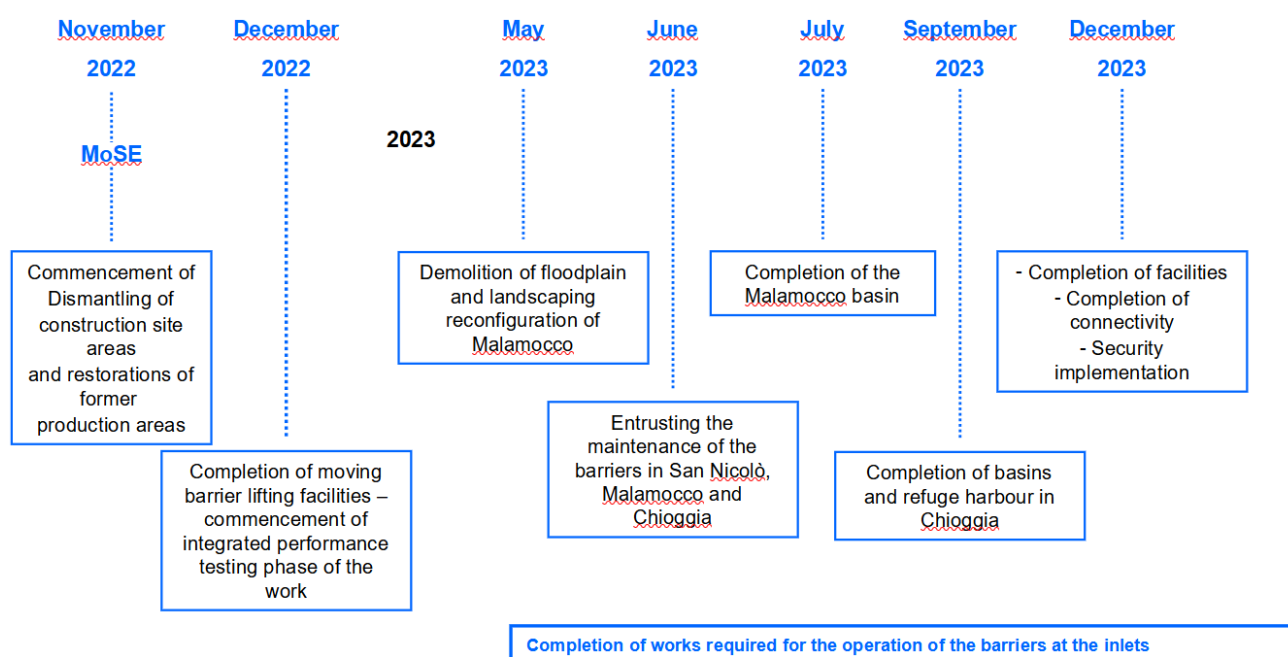 November
2022
December
2022
May
2023
June
2023
July
2023
September
2023
December
2023
2023
MoSE
Commencement of
Dismantling of
construction site
areas
and restorations of
former
production areas
Completion of moving
barrier lifting facilities –
commencement of
integrated performance
testing phase of the
work
Demolition of floodplain
and landscaping
reconfiguration of
Malamocco
Entrusting the
maintenance of the
barriers in San Nicolò,
Malamocco and
Chioggia
Completion of the
Malamocco basin
Completion of basins
and refuge harbour in
Chioggia
- Completion of facilities
- Completion of
connectivity
- Security
implementation
Completion of works required for the operation of the barriers at the inlets